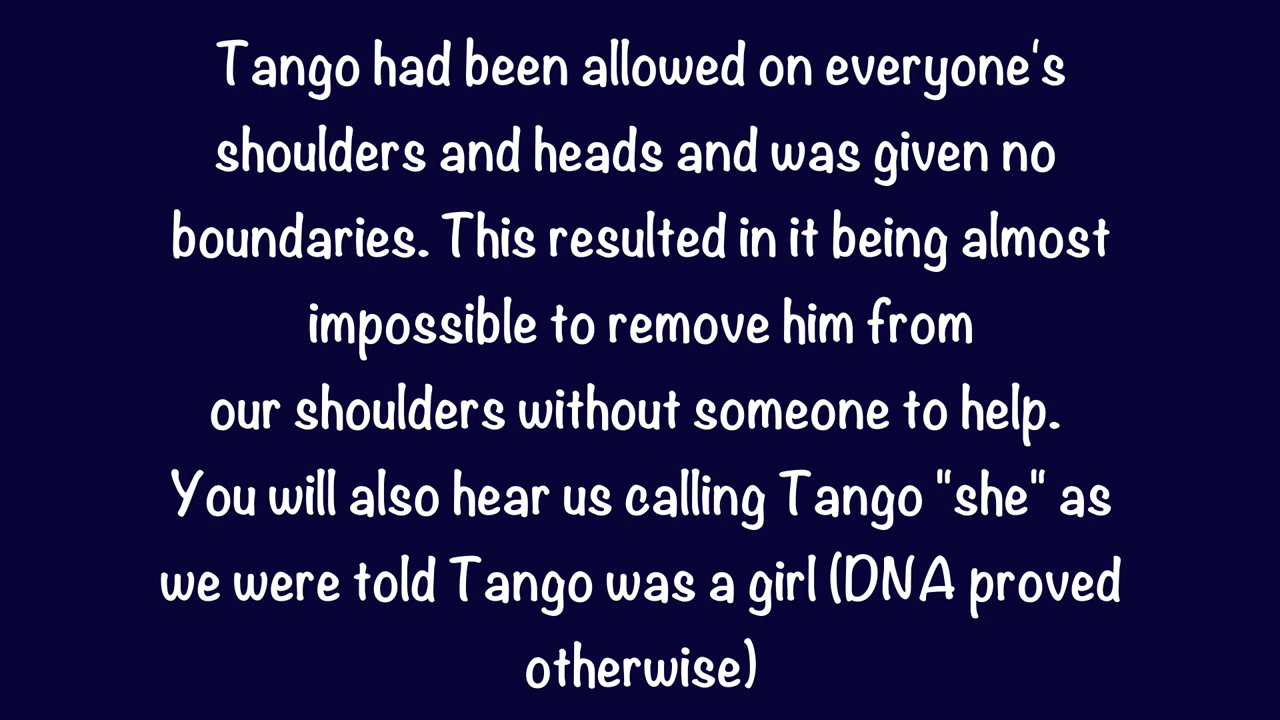 Tango had been allowed on everyone's
shoulders and heads and was given no
boundaries. This resulted in it being almost
impossible to remove him from
our shoulders without someone to help.
You will also hear us calling Tango "she" as
we were told Tango was a girl (DNA proved
otherwise)